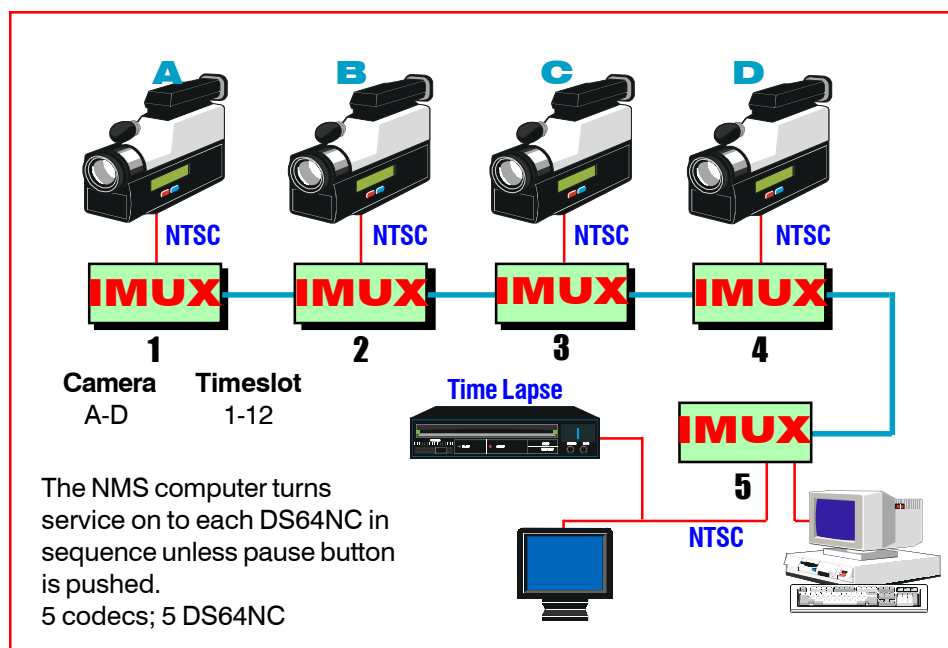 A B C D
NTSC NTSC NTSC NTSC
IMUX IMUX IMUX IMUX
1 2 3 4
Camera Timeslot
A-D 1-12
Time Lapse
IMUX
5
NTSC
The NMS computer turns
service on to each DS64NC in
sequence unless pause button
is pushed.
5 codecs; 5 DS64NC